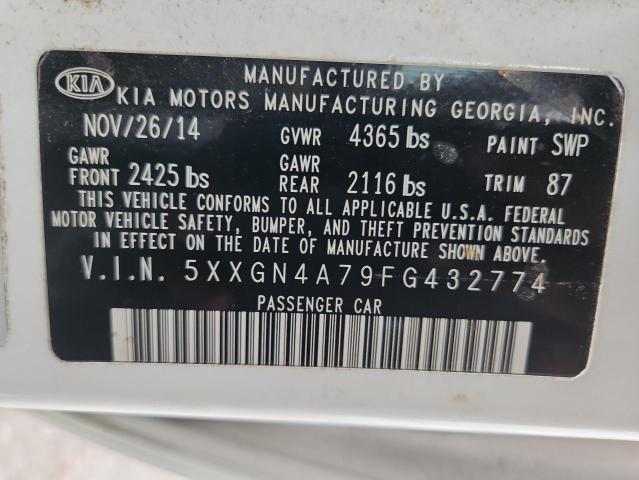 MANUFACTURED BY
KIA KIA MOTORS MANUFACTURING GEORGIA, INC.
NOV/26/14 GVWR 4365 lbs PAINT SWP
GAWR GAWR
FRONT 2425 lbs REAR 2116 lbs TRIM 87
THIS VEHICLE CONFORMS TO ALL APPLICABLE U.S.A. FEDERAL
MOTOR VEHICLE SAFETY, BUMPER, AND THEFT PREVENTION STANDARDS
IN EFFECT ON THE DATE OF MANUFACTURE SHOWN ABOVE.
V.I.N. 5XXGN4A79FG432774
PASSENGER CAR